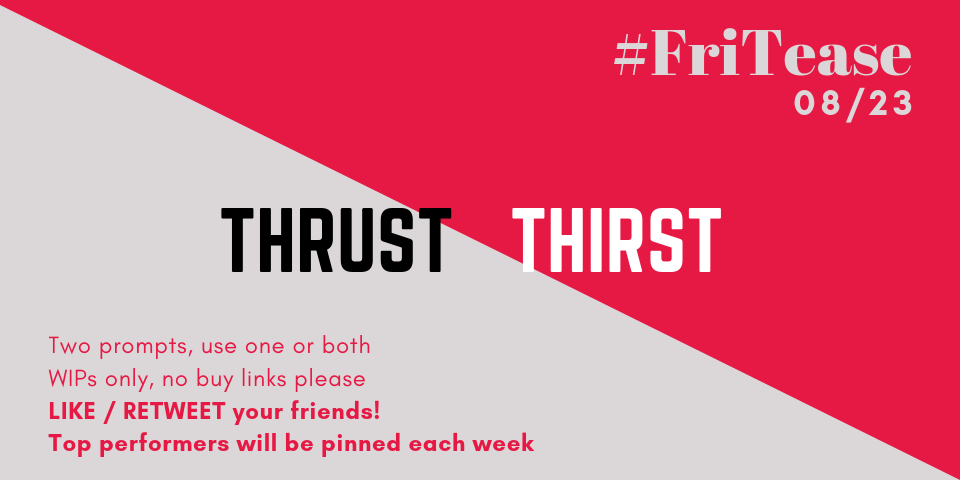 #FriTease
08/23
THRUST THIRST
Two prompts, use one or both
WIPs only, no buy links please
LIKE / RETWEET your friends!
Top performers will be pinned each week